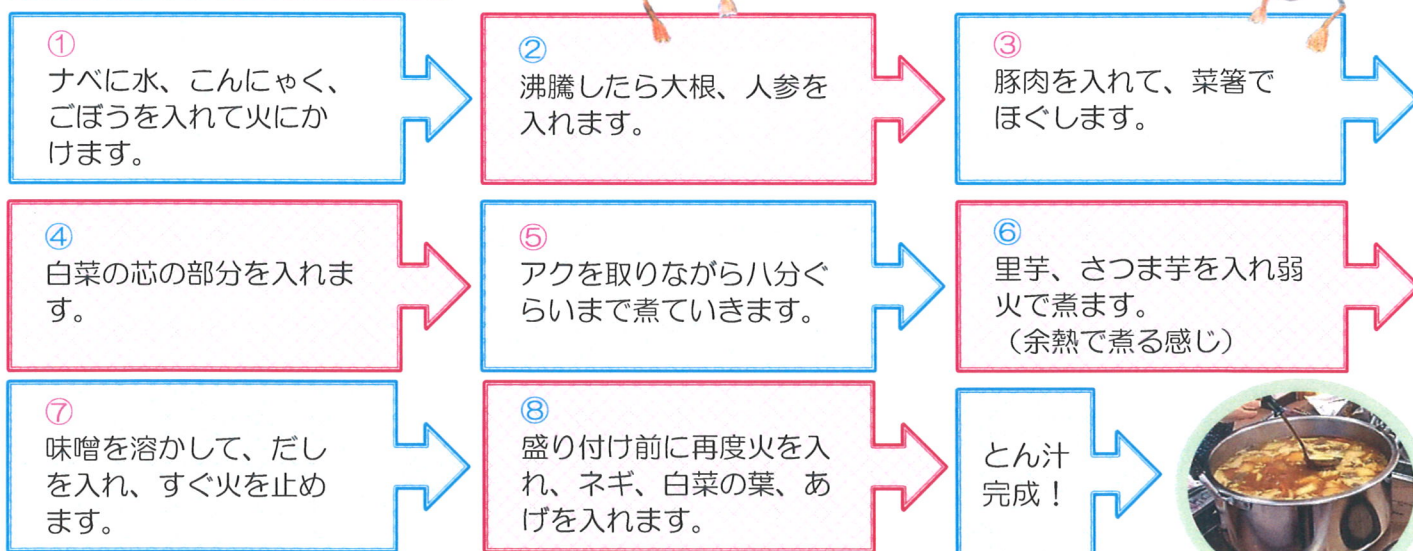 ①
ナベに水、こんにゃく、
ごぼうを入れて火にか
けます。
②
沸騰したら大根、人参を
入れます。
③
豚肉を入れて、菜箸で
ほぐします。
④
白菜の芯の部分を入れま
す。
⑤
アクを取りながら八分ぐ
らいまで煮ていきます。
⑥
里芋、さつま芋を入れ弱
火で煮ます。
（余熱で煮る感じ）
⑦
味噌を溶かして、だし
を入れ、すぐ火を止め
ます。
⑧
盛り付け前に再度火を入
れ、ネギ、白菜の葉、あ
げを入れます。
とん汁
完成！